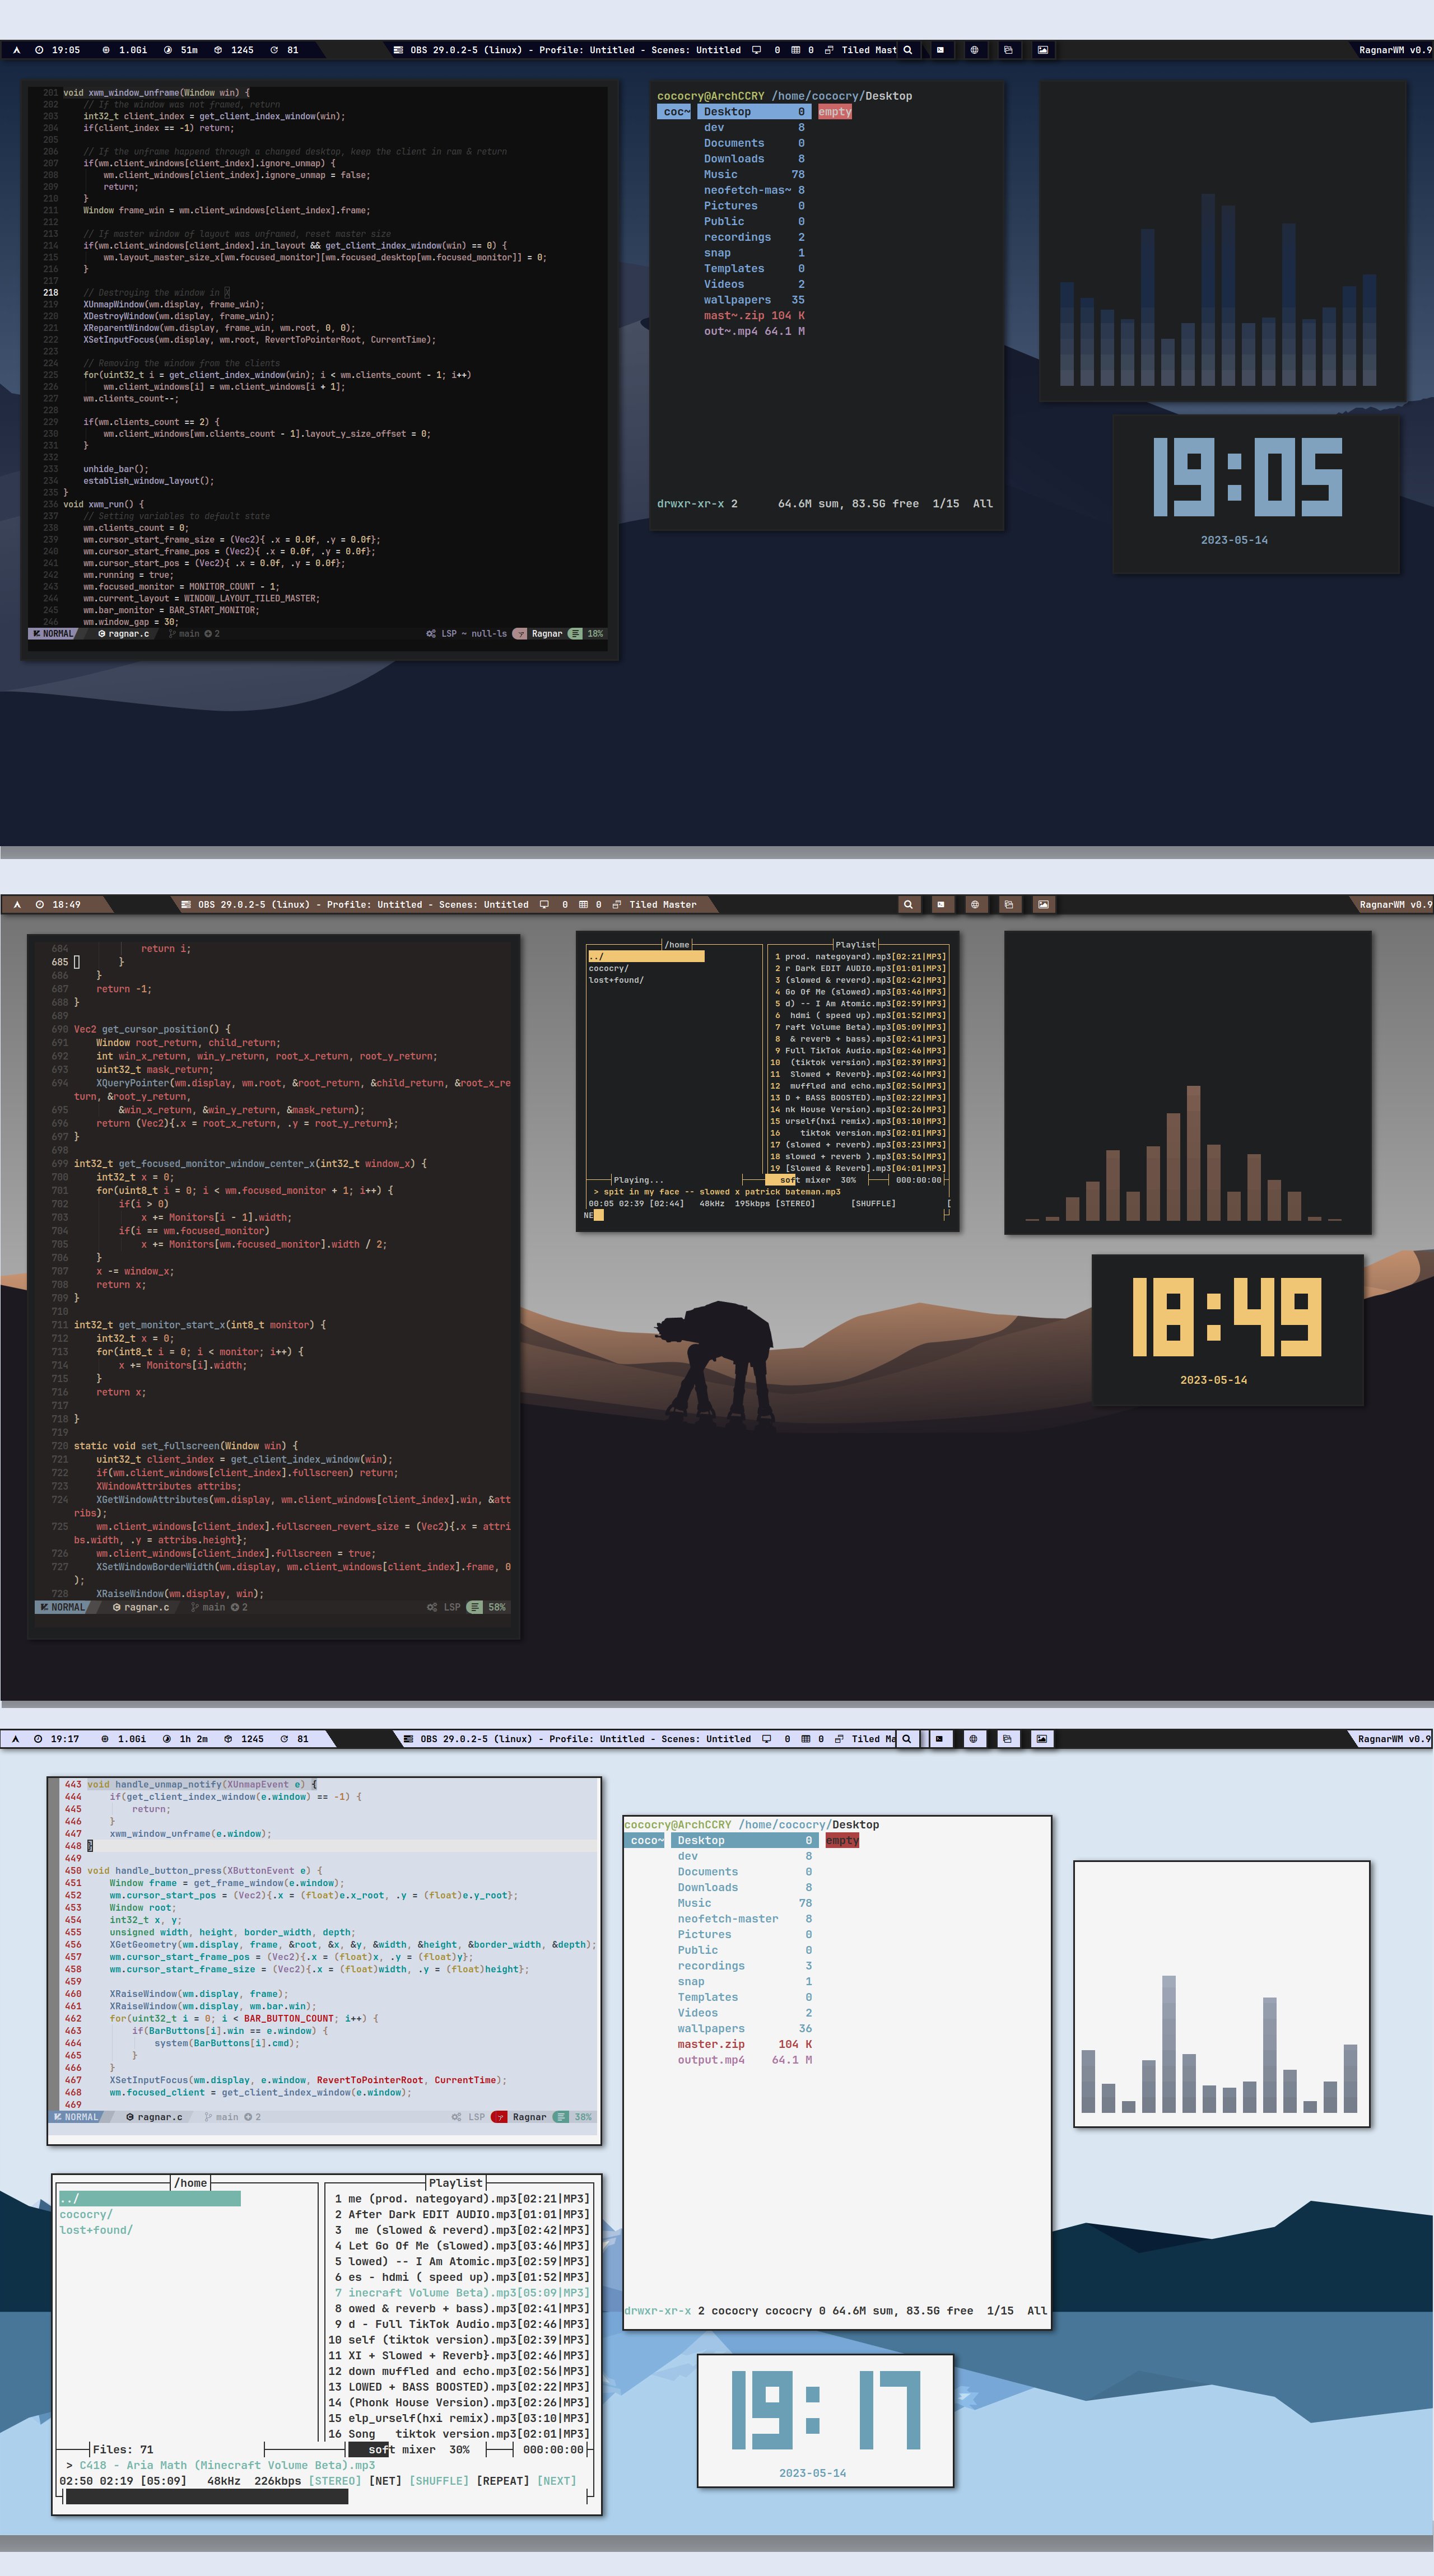 19:05 1.0Gi 51m 1245 81 OBS 29.0.2-5 (linux) - Profile: Untitled - Scenes: Untitled 0 0 Tiled Mast RagnarWM v0.9
201 void xwm_window_unframe(Window win) {
202 // If the window was not framed, return
203 int32_t client_index = get_client_index_window(win);
204 if(client_index == -1) return;
205
206 // If the unframe happend through a changed desktop, keep the client in ram & return
207 if(wm.client_windows[client_index].ignore_unmap) {
208 wm.client_windows[client_index].ignore_unmap = false;
209 return;
210 }
211 Window frame_win = wm.client_windows[client_index].frame;
212
213 // If master window of layout was unframed, reset master size
214 if(wm.client_windows[client_index].in_layout && get_client_index_window(win) == 0) {
215 wm.layout_master_size_x[wm.focused_monitor][wm.focused_desktop[wm.focused_monitor]] = 0;
216 }
217
218 // Destroying the window in X
219 XUnmapWindow(wm.display, frame_win);
220 XDestroyWindow(wm.display, frame_win);
221 XReparentWindow(wm.display, frame_win, wm.root, 0, 0);
222 XSetInputFocus(wm.display, wm.root, RevertToPointerRoot, CurrentTime);
223
224 // Removing the window from the clients
225 for(uint32_t i = get_client_index_window(win); i < wm.clients_count - 1; i++)
226 wm.client_windows[i] = wm.client_windows[i + 1];
227 wm.clients_count--;
228
229 if(wm.clients_count == 2) {
230 wm.client_windows[wm.clients_count - 1].layout_y_size_offset = 0;
231 }
232
233 unhide_bar();
234 establish_window_layout();
235 }
236 void xwm_run() {
237 // Setting variables to default state
238 wm.clients_count = 0;
239 wm.cursor_start_frame_size = (Vec2){ .x = 0.0f, .y = 0.0f};
240 wm.cursor_start_frame_pos = (Vec2){ .x = 0.0f, .y = 0.0f};
241 wm.cursor_start_pos = (Vec2){ .x = 0.0f, .y = 0.0f};
242 wm.running = true;
243 wm.focused_monitor = MONITOR_COUNT - 1;
244 wm.current_layout = WINDOW_LAYOUT_TILED_MASTER;
245 wm.bar_monitor = BAR_START_MONITOR;
246 wm.window_gap = 30;
NORMAL ragnar.c main 2 LSP ~ null-ls Ragnar 18%
cococry@ArchCCRY /home/cococry/Desktop
coc~ Desktop 0 empty
dev 8
Documents 0
Downloads 8
Music 78
neofetch-mas~ 8
Pictures 0
Public 0
recordings 2
snap 1
Templates 0
Videos 2
wallpapers 35
mast~.zip 104 K
out~.mp4 64.1 M
drwxr-xr-x 2 64.6M sum, 83.5G free 1/15 All
19:05
2023-05-14
18:49 OBS 29.0.2-5 (linux) - Profile: Untitled - Scenes: Untitled 0 0 Tiled Master RagnarWM v0.9
684 return i;
685 }
686 }
687 return -1;
688 }
689
690 Vec2 get_cursor_position() {
691 Window root_return, child_return;
692 int win_x_return, win_y_return, root_x_return, root_y_return;
693 uint32_t mask_return;
694 XQueryPointer(wm.display, wm.root, &root_return, &child_return, &root_x_re
turn, &root_y_return,
695 &win_x_return, &win_y_return, &mask_return);
696 return (Vec2){.x = root_x_return, .y = root_y_return};
697 }
698
699 int32_t get_focused_monitor_window_center_x(int32_t window_x) {
700 int32_t x = 0;
701 for(uint8_t i = 0; i < wm.focused_monitor + 1; i++) {
702 if(i > 0)
703 x += Monitors[i - 1].width;
704 if(i == wm.focused_monitor)
705 x += Monitors[wm.focused_monitor].width / 2;
706 }
707 x -= window_x;
708 return x;
709 }
710
711 int32_t get_monitor_start_x(int8_t monitor) {
712 int32_t x = 0;
713 for(int8_t i = 0; i < monitor; i++) {
714 x += Monitors[i].width;
715 }
716 return x;
717
718 }
719
720 static void set_fullscreen(Window win) {
721 uint32_t client_index = get_client_index_window(win);
722 if(wm.client_windows[client_index].fullscreen) return;
723 XWindowAttributes attribs;
724 XGetWindowAttributes(wm.display, wm.client_windows[client_index].win, &att
ribs);
725 wm.client_windows[client_index].fullscreen_revert_size = (Vec2){.x = attri
bs.width, .y = attribs.height};
726 wm.client_windows[client_index].fullscreen = true;
727 XSetWindowBorderWidth(wm.display, wm.client_windows[client_index].frame, 0
);
728 XRaiseWindow(wm.display, win);
NORMAL ragnar.c main 2 LSP 58%
/home
../
cococry/
lost+found/
Playlist
1 prod. nategoyard).mp3[02:21|MP3]
2 r Dark EDIT AUDIO.mp3[01:01|MP3]
3 (slowed & reverd).mp3[02:42|MP3]
4 Go Of Me (slowed).mp3[03:46|MP3]
5 d) -- I Am Atomic.mp3[02:59|MP3]
6 hdmi ( speed up).mp3[01:52|MP3]
7 raft Volume Beta).mp3[05:09|MP3]
8 & reverb + bass).mp3[02:41|MP3]
9 Full TikTok Audio.mp3[02:46|MP3]
10 (tiktok version).mp3[02:39|MP3]
11 Slowed + Reverb}.mp3[02:46|MP3]
12 muffled and echo.mp3[02:56|MP3]
13 D + BASS BOOSTED).mp3[02:22|MP3]
14 nk House Version).mp3[02:26|MP3]
15 urself(hxi remix).mp3[03:10|MP3]
16 tiktok version.mp3[02:01|MP3]
17 (slowed + reverb).mp3[03:23|MP3]
18 slowed + reverb ).mp3[03:56|MP3]
19 [Slowed & Reverb].mp3[04:01|MP3]
Playing... soft mixer 30% 000:00:00
> spit in my face -- slowed x patrick bateman.mp3
00:05 02:39 [02:44] 48kHz 195kbps [STEREO] [SHUFFLE] [
NE
18:49
2023-05-14
19:17 1.0Gi 1h 2m 1245 81 OBS 29.0.2-5 (linux) - Profile: Untitled - Scenes: Untitled 0 0 Tiled Ma RagnarWM v0.9
443 void handle_unmap_notify(XUnmapEvent e) {
444 if(get_client_index_window(e.window) == -1) {
445 return;
446 }
447 xwm_window_unframe(e.window);
448 }
449
450 void handle_button_press(XButtonEvent e) {
451 Window frame = get_frame_window(e.window);
452 wm.cursor_start_pos = (Vec2){.x = (float)e.x_root, .y = (float)e.y_root};
453 Window root;
454 int32_t x, y;
455 unsigned width, height, border_width, depth;
456 XGetGeometry(wm.display, frame, &root, &x, &y, &width, &height, &border_width, &depth);
457 wm.cursor_start_frame_pos = (Vec2){.x = (float)x, .y = (float)y};
458 wm.cursor_start_frame_size = (Vec2){.x = (float)width, .y = (float)height};
459
460 XRaiseWindow(wm.display, frame);
461 XRaiseWindow(wm.display, wm.bar.win);
462 for(uint32_t i = 0; i < BAR_BUTTON_COUNT; i++) {
463 if(BarButtons[i].win == e.window) {
464 system(BarButtons[i].cmd);
465 }
466 }
467 XSetInputFocus(wm.display, e.window, RevertToPointerRoot, CurrentTime);
468 wm.focused_client = get_client_index_window(e.window);
469
NORMAL ragnar.c main 2 LSP Ragnar 38%
cococry@ArchCCRY /home/cococry/Desktop
coco~ Desktop 0 empty
dev 8
Documents 0
Downloads 8
Music 78
neofetch-master 8
Pictures 0
Public 0
recordings 3
snap 1
Templates 0
Videos 2
wallpapers 36
master.zip 104 K
output.mp4 64.1 M
drwxr-xr-x 2 cococry cococry 0 64.6M sum, 83.5G free 1/15 All
/home
../
cococry/
lost+found/
Playlist
1 me (prod. nategoyard).mp3[02:21|MP3]
2 After Dark EDIT AUDIO.mp3[01:01|MP3]
3 me (slowed & reverd).mp3[02:42|MP3]
4 Let Go Of Me (slowed).mp3[03:46|MP3]
5 lowed) -- I Am Atomic.mp3[02:59|MP3]
6 es - hdmi ( speed up).mp3[01:52|MP3]
7 inecraft Volume Beta).mp3[05:09|MP3]
8 owed & reverb + bass).mp3[02:41|MP3]
9 d - Full TikTok Audio.mp3[02:46|MP3]
10 self (tiktok version).mp3[02:39|MP3]
11 XI + Slowed + Reverb}.mp3[02:46|MP3]
12 down muffled and echo.mp3[02:56|MP3]
13 LOWED + BASS BOOSTED).mp3[02:22|MP3]
14 (Phonk House Version).mp3[02:26|MP3]
15 elp_urself(hxi remix).mp3[03:10|MP3]
16 Song tiktok version.mp3[02:01|MP3]
Files: 71 soft mixer 30% 000:00:00
> C418 - Aria Math (Minecraft Volume Beta).mp3
02:50 02:19 [05:09] 48kHz 226kbps [STEREO] [NET] [SHUFFLE] [REPEAT] [NEXT]
19:17
2023-05-14